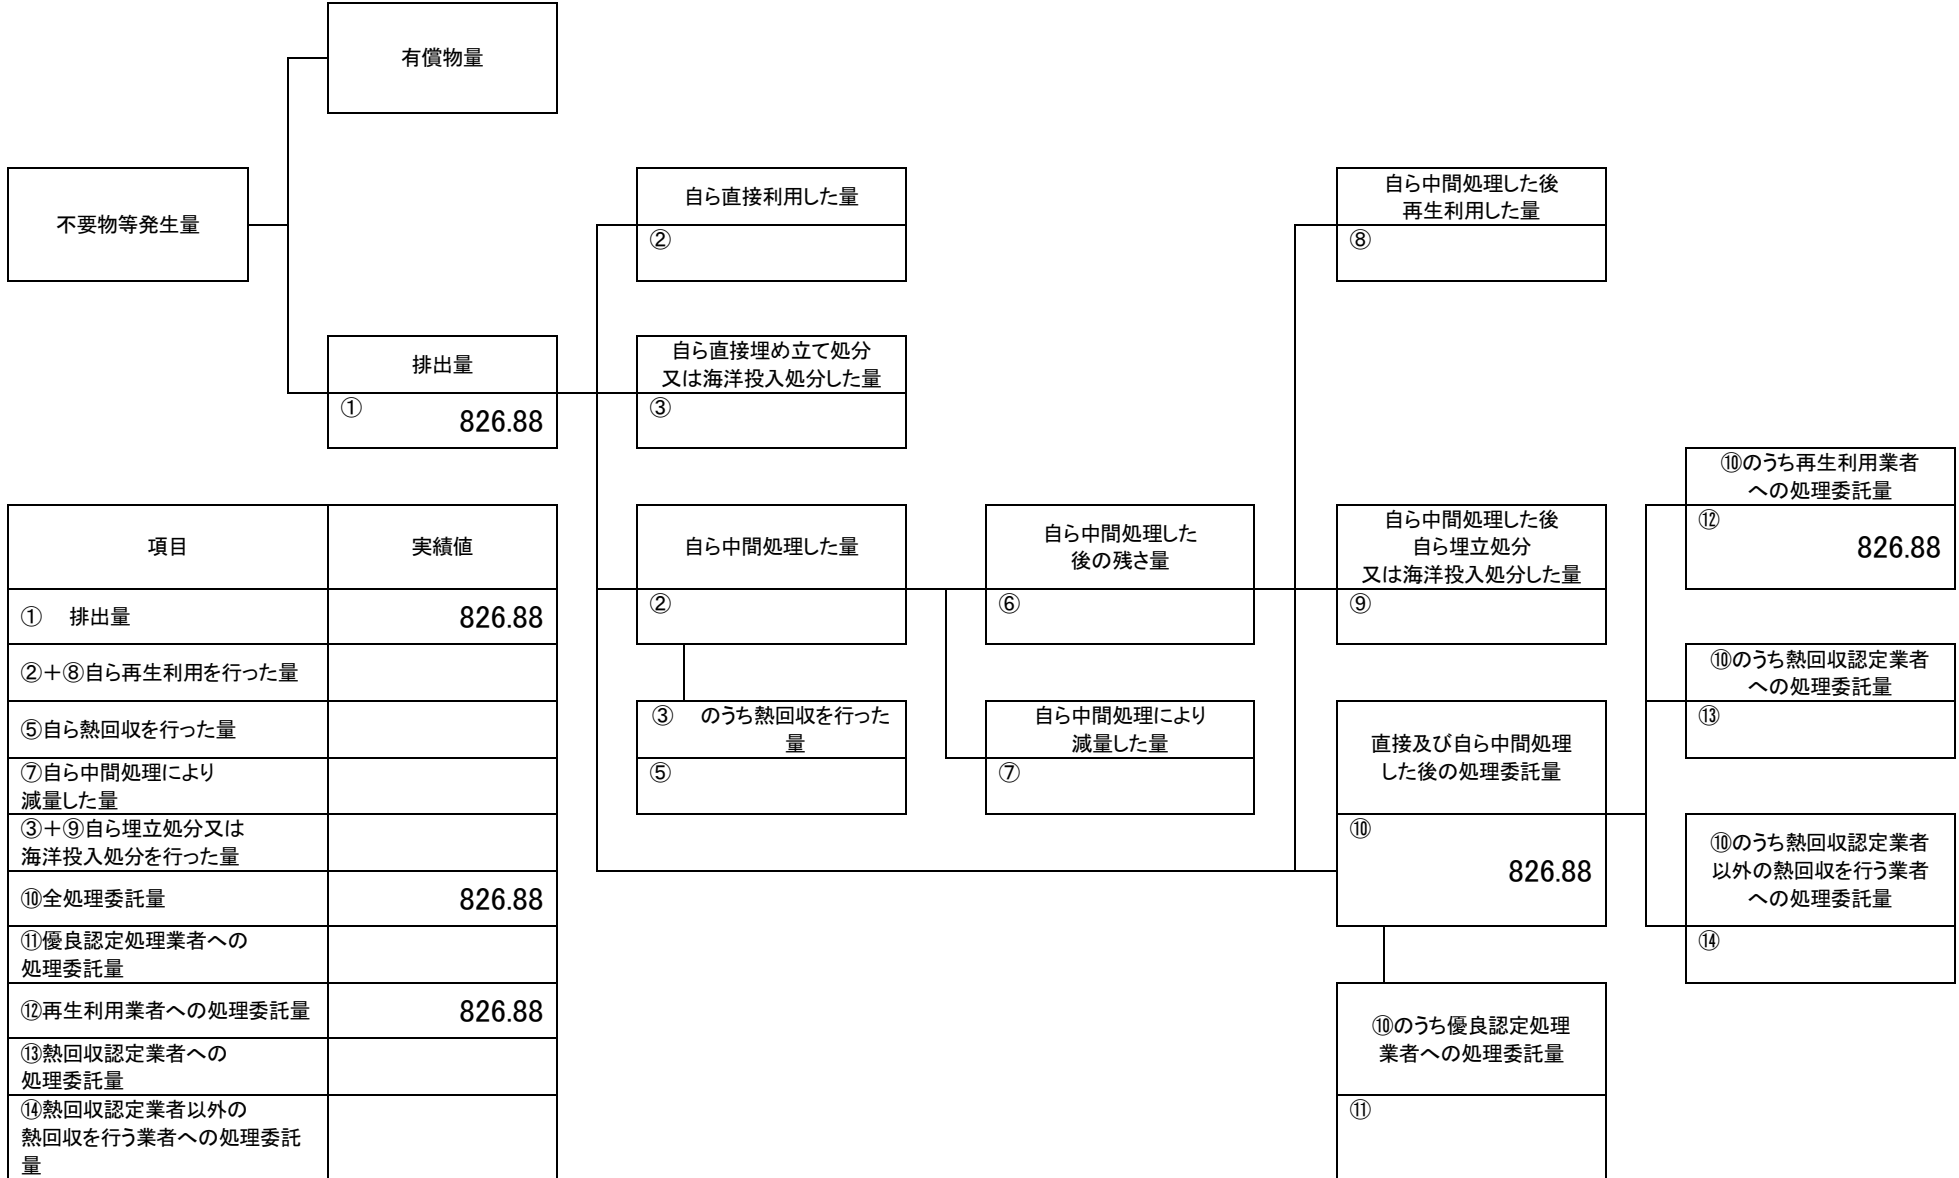 有償物量
不要物等発生量
排出量
①
826.88
自ら直接利用した量
②
自ら直接埋め立て処分
又は海洋投入処分した量
③
自ら中間処理した量
②
③ のうち熱回収を行った
量
⑤
自ら中間処理した
後の残さ量
⑥
自ら中間処理により
減量した量
⑦
自ら中間処理した後
再生利用した量
⑧
自ら中間処理した後
自ら埋立処分
又は海洋投入処分した量
⑨
直接及び自ら中間処理
した後の処理委託量
⑩
826.88
⑩のうち優良認定処理
業者への処理委託量
⑪
⑩のうち再生利用業者
への処理委託量
⑫
826.88
⑩のうち熱回収認定業者
への処理委託量
⑬
⑩のうち熱回収認定業者
以外の熱回収を行う業者
への処理委託量
⑭
項目 実績値
① 排出量 826.88
②＋⑧自ら再生利用を行った量
⑤自ら熱回収を行った量
⑦自ら中間処理により
減量した量
③＋⑨自ら埋立処分又は
海洋投入処分を行った量
⑩全処理委託量 826.88
⑪優良認定処理業者への
処理委託量
⑫再生利用業者への処理委託量 826.88
⑬熱回収認定業者への
処理委託量
⑭熱回収認定業者以外の
熱回収を行う業者への処理委託
量